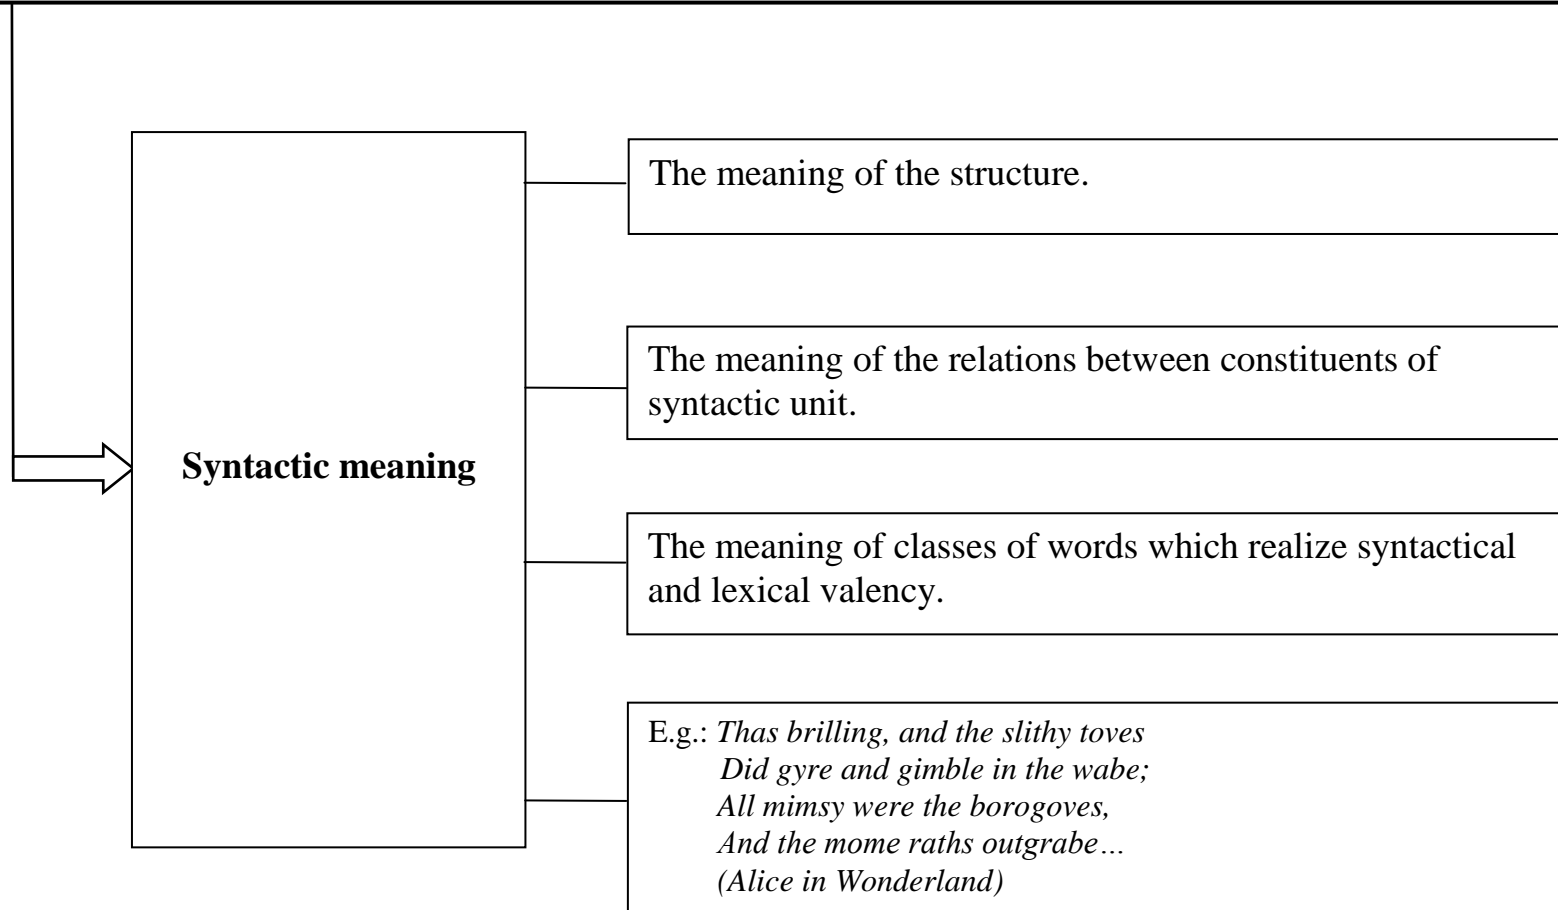 The meaning of the structure.
The meaning of the relations between constituents of
syntactic unit.
Syntactic meaning
The meaning of classes of words which realize syntactical
and lexical valency.
E.g.: Thas brilling, and the slithy toves
Did gyre and gimble in the wabe;
All mimsy were the borogoves,
And the mome raths outgrabe…
(Alice in Wonderland)